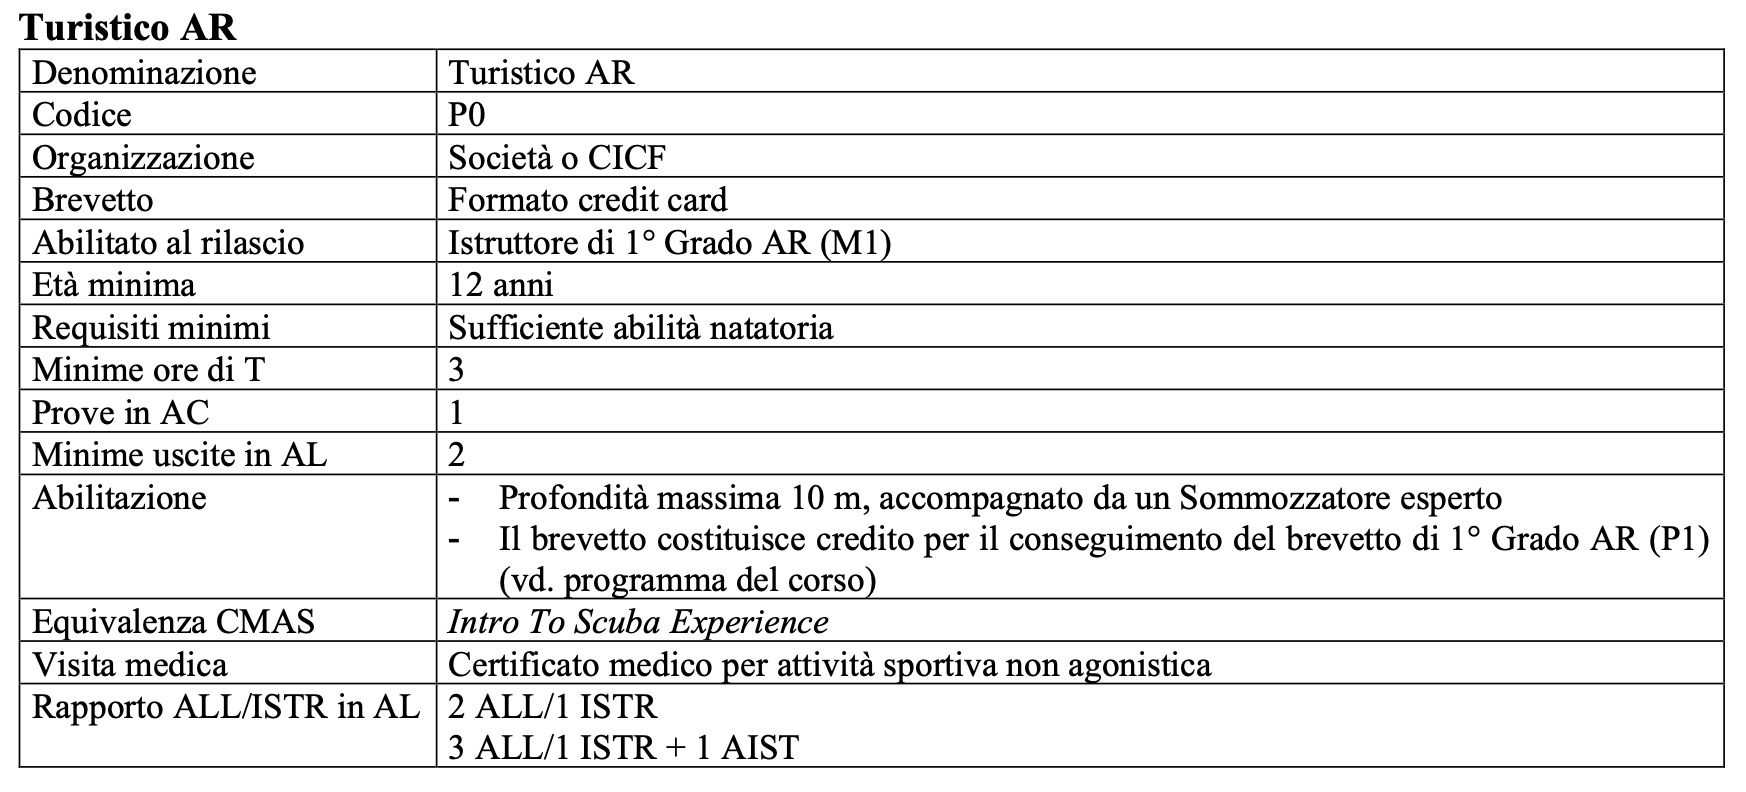 Turistico AR
Denominazione Turistico AR
Codice P0
Organizzazione Società o CICF
Brevetto Formato credit card
Abilitato al rilascio Istruttore di 1° Grado AR (M1)
Età minima 12 anni
Requisiti minimi Sufficiente abilità natatoria
Minime ore di T 3
Prove in AC 1
Minime uscite in AL 2
Abilitazione - Profondità massima 10 m, accompagnato da un Sommozzatore esperto
- Il brevetto costituisce credito per il conseguimento del brevetto di 1° Grado AR (P1)
(vd. programma del corso)
Equivalenza CMAS Intro To Scuba Experience
Visita medica Certificato medico per attività sportiva non agonistica
Rapporto ALL/ISTR in AL 2 ALL/1 ISTR
3 ALL/1 ISTR + 1 AIST